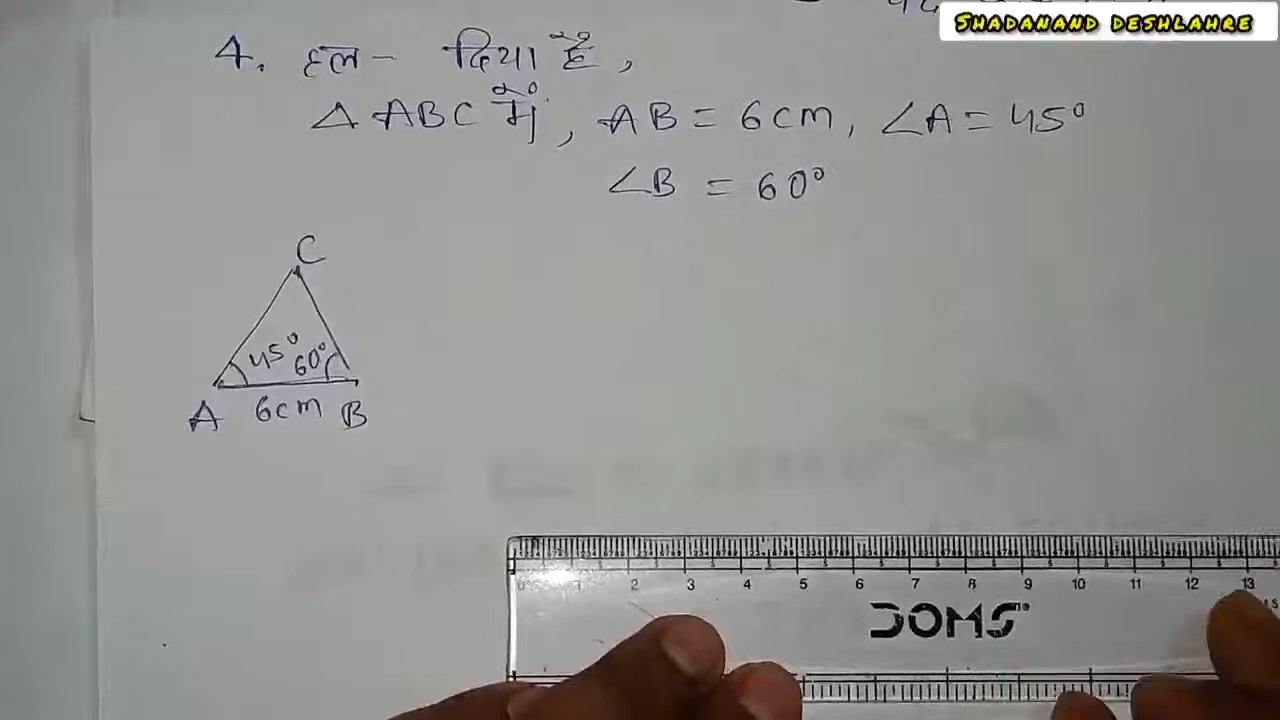 SHADANAND DESHLAHRE
4. हल - दिया है,
△ ABC में, AB = 6cm, ∠A = 45°
∠B = 60°
C
45° 60°
A 6cm B
0 1 2 3 4 5 6 7 8 9 10 11 12 13
DOMS